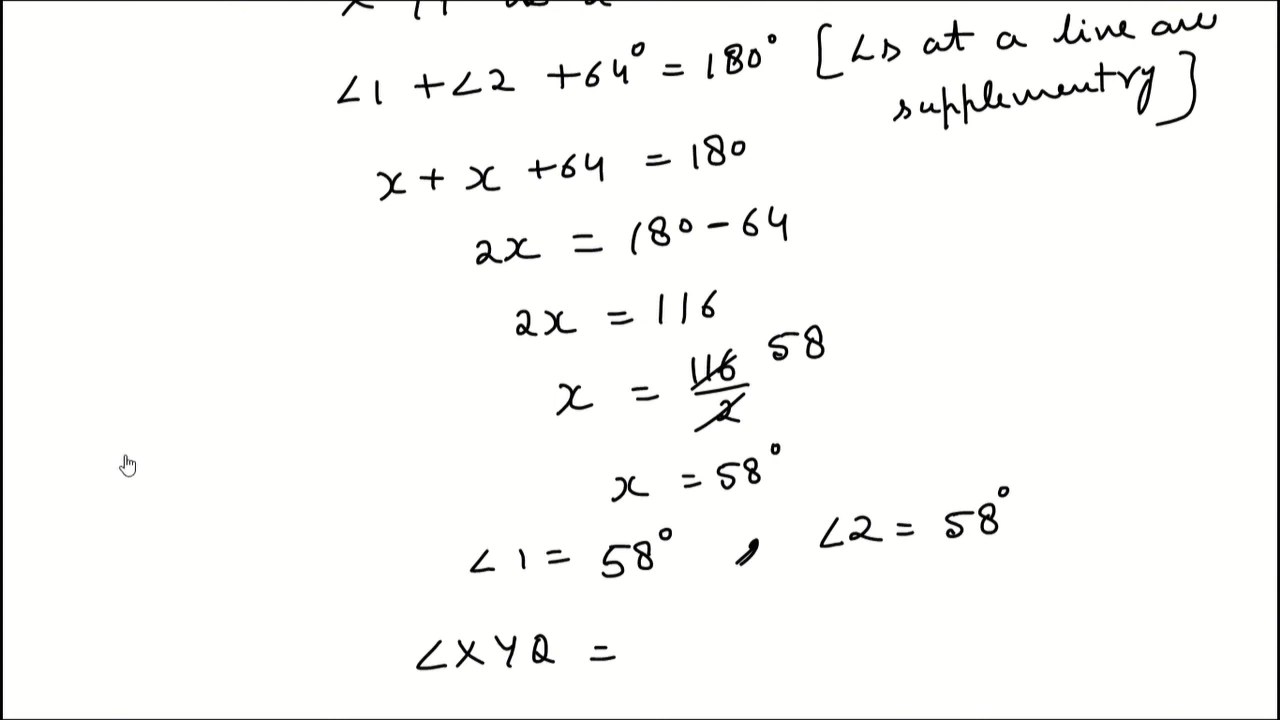 ∠1 + ∠2 + 64° = 180° [∠s at a line are
supplementry]
x + x + 64 = 180
2x = 180 - 64
2x = 116
x = 116/2 58
x = 58°
∠1 = 58° , ∠2 = 58°
∠XYQ =